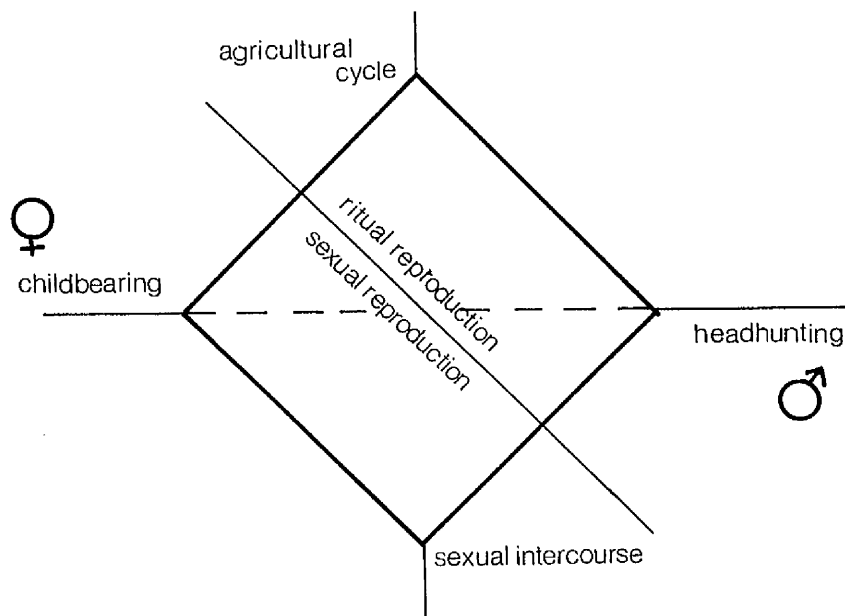 agricultural
cycle
ritual reproduction
sexual reproduction
♀
childbearing
headhunting
♂
sexual intercourse